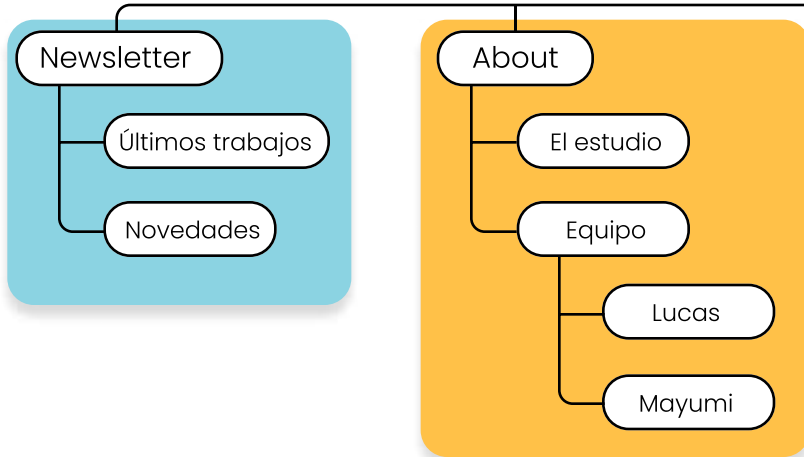 Newsletter
Últimos trabajos
Novedades
About
El estudio
Equipo
Lucas
Mayumi